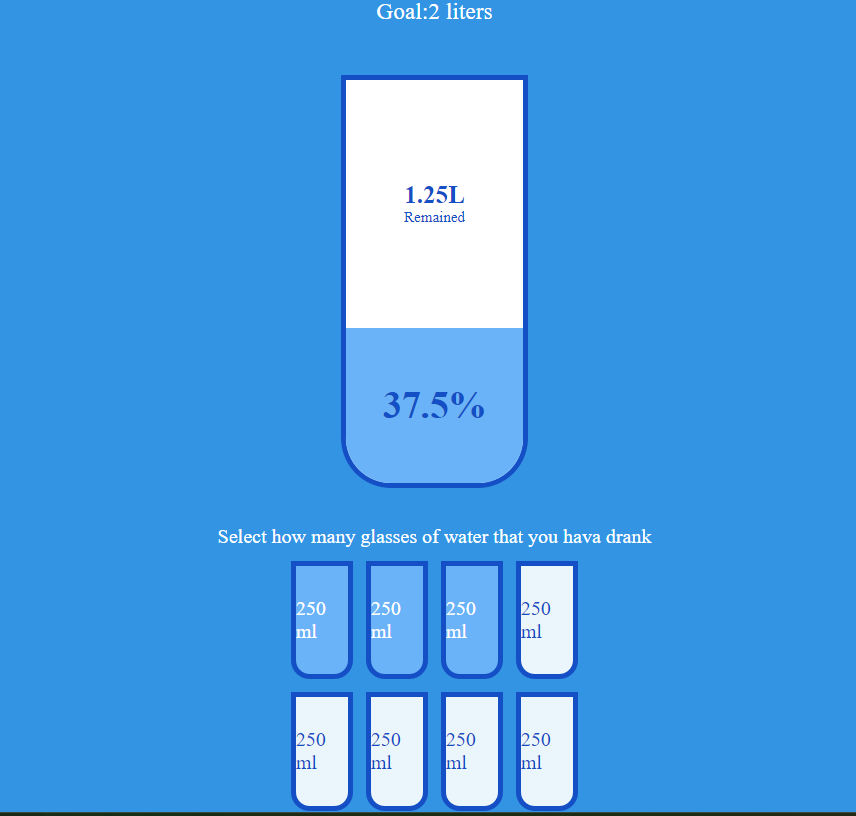 Goal:2 liters
1.25L
Remained
37.5%
Select how many glasses of water that you hava drank
250 250 250 250
ml ml ml ml
250 250 250 250
ml ml ml ml